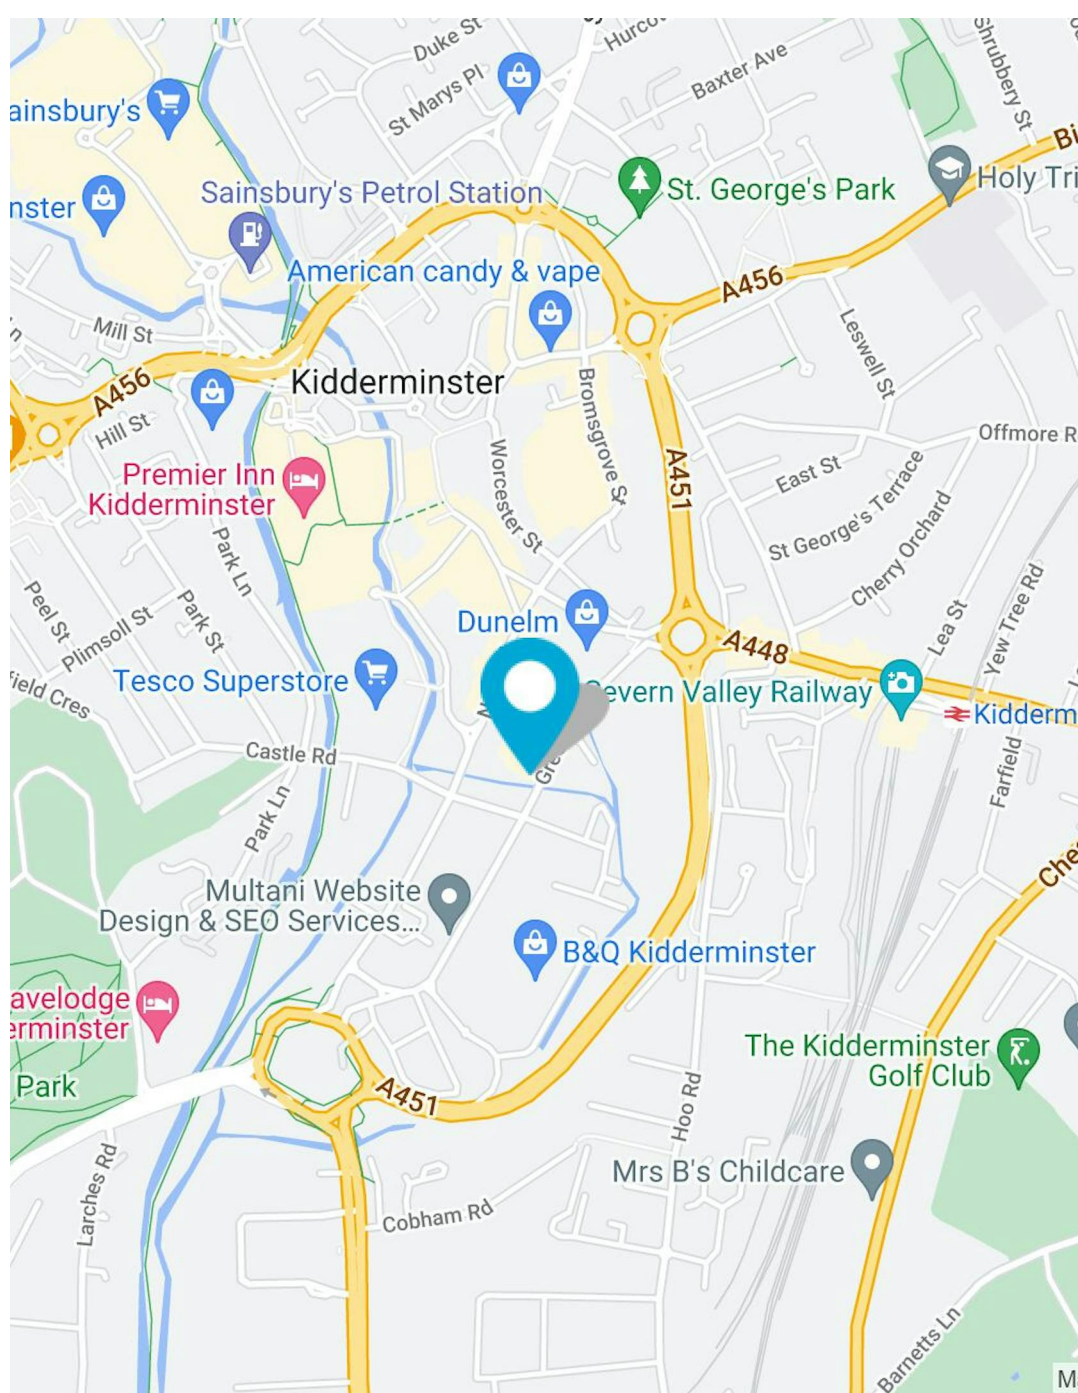 Duke St
Hurcou
St Marys Pl
Baxter Ave
Shrubbery St
ainsbury's
Bi
Sainsbury's Petrol Station
St. George's Park
Holy Tri
nster
American candy & vape
A456
Mill St
Leswell St
Kidderminster
A456
Hill St
Bromsgrove St
Offmore R
Premier Inn
Kidderminster
Worcester St
A451
East St
St George's Terrace
Cherry Orchard
Park Ln
Peel St
Plimsoll St
Park St
Dunelm
A448
Lea St
Yew Tree Rd
Tesco Superstore
Severn Valley Railway
field Cres
Kidderm
Castle Rd
Gre
Farfield
Park Ln
Ches
Multani Website
Design & SEO Services...
B&Q Kidderminster
avelodge
erminster
The Kidderminster
Golf Club
Park
A451
Hoo Rd
Mrs B's Childcare
Larches Rd
Cobham Rd
Barnetts Ln
M